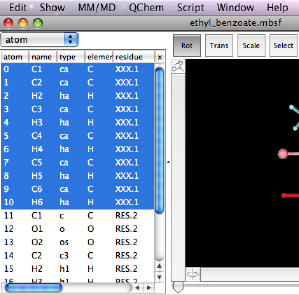 Edit Show MM/MD QChem Script Window Help
ethyl_benzoate.mbsf
atom
Rot Trans Scale Select
atom name type elemer residue
0 C1 ca C XXX.1
1 C2 ca C XXX.1
2 H2 ha H XXX.1
3 C3 ca C XXX.1
4 H3 ha H XXX.1
5 C4 ca C XXX.1
6 H4 ha H XXX.1
7 C5 ca C XXX.1
8 H5 ha H XXX.1
9 C6 ca C XXX.1
10 H6 ha H XXX.1
11 C1 c C RES.2
12 O1 o O RES.2
13 O2 os O RES.2
14 C2 c3 C RES.2
15 H2 h1 H RES.2
16 H3 h1 H RES.2